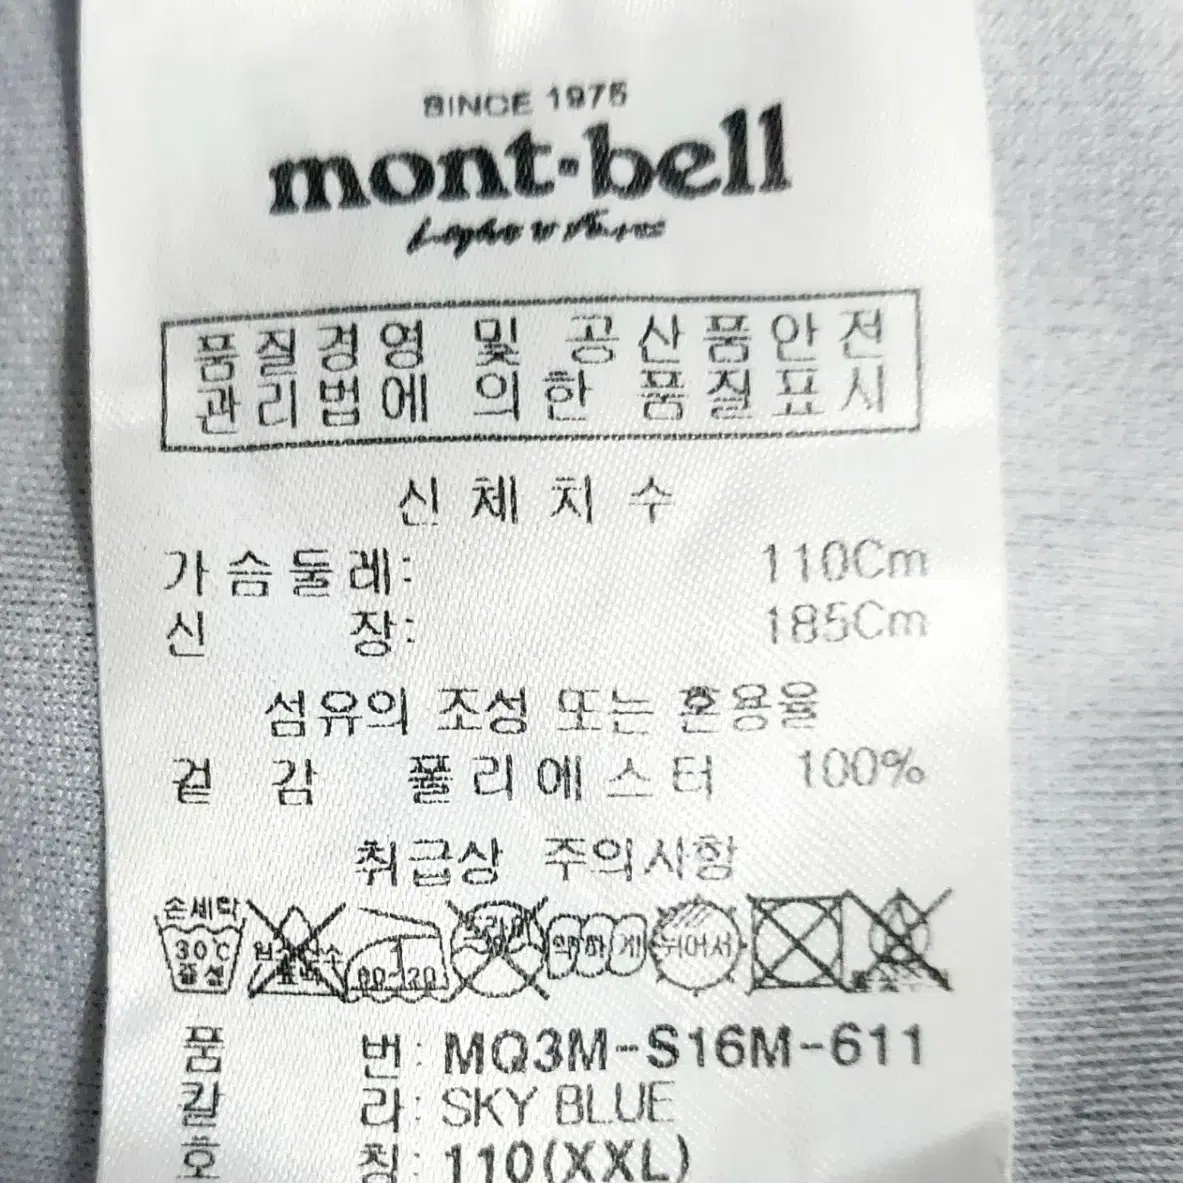 SINCE 1975
mont-bell
품질경영 및 공산품안전
관리법에 의한 품질표시
신체치수
가슴둘레: 110Cm
신 장: 185Cm
섬유의 조성 또는 혼용율
겉 감 폴리에스터 100%
취급상 주의사항
손세탁
30℃ 중성
약하게 뉘어서
품 번: MQ3M-S16M-611
칼 라: SKY BLUE
호 칭: 110(XXL)